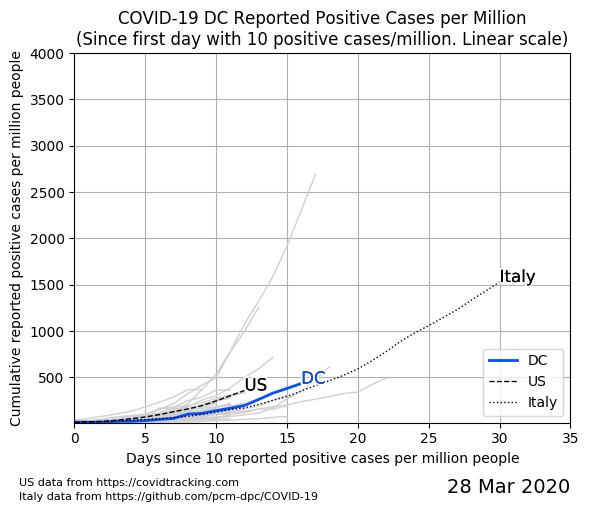 COVID-19 DC Reported Positive Cases per Million
(Since first day with 10 positive cases/million. Linear scale)
Cumulative reported positive cases per million people
4000
3500
3000
2500
2000
1500
1000
500
Italy
US
DC
DC
US
Italy
0 5 10 15 20 25 30 35
Days since 10 reported positive cases per million people
US data from https://covidtracking.com
Italy data from https://github.com/pcm-dpc/COVID-19
28 Mar 2020